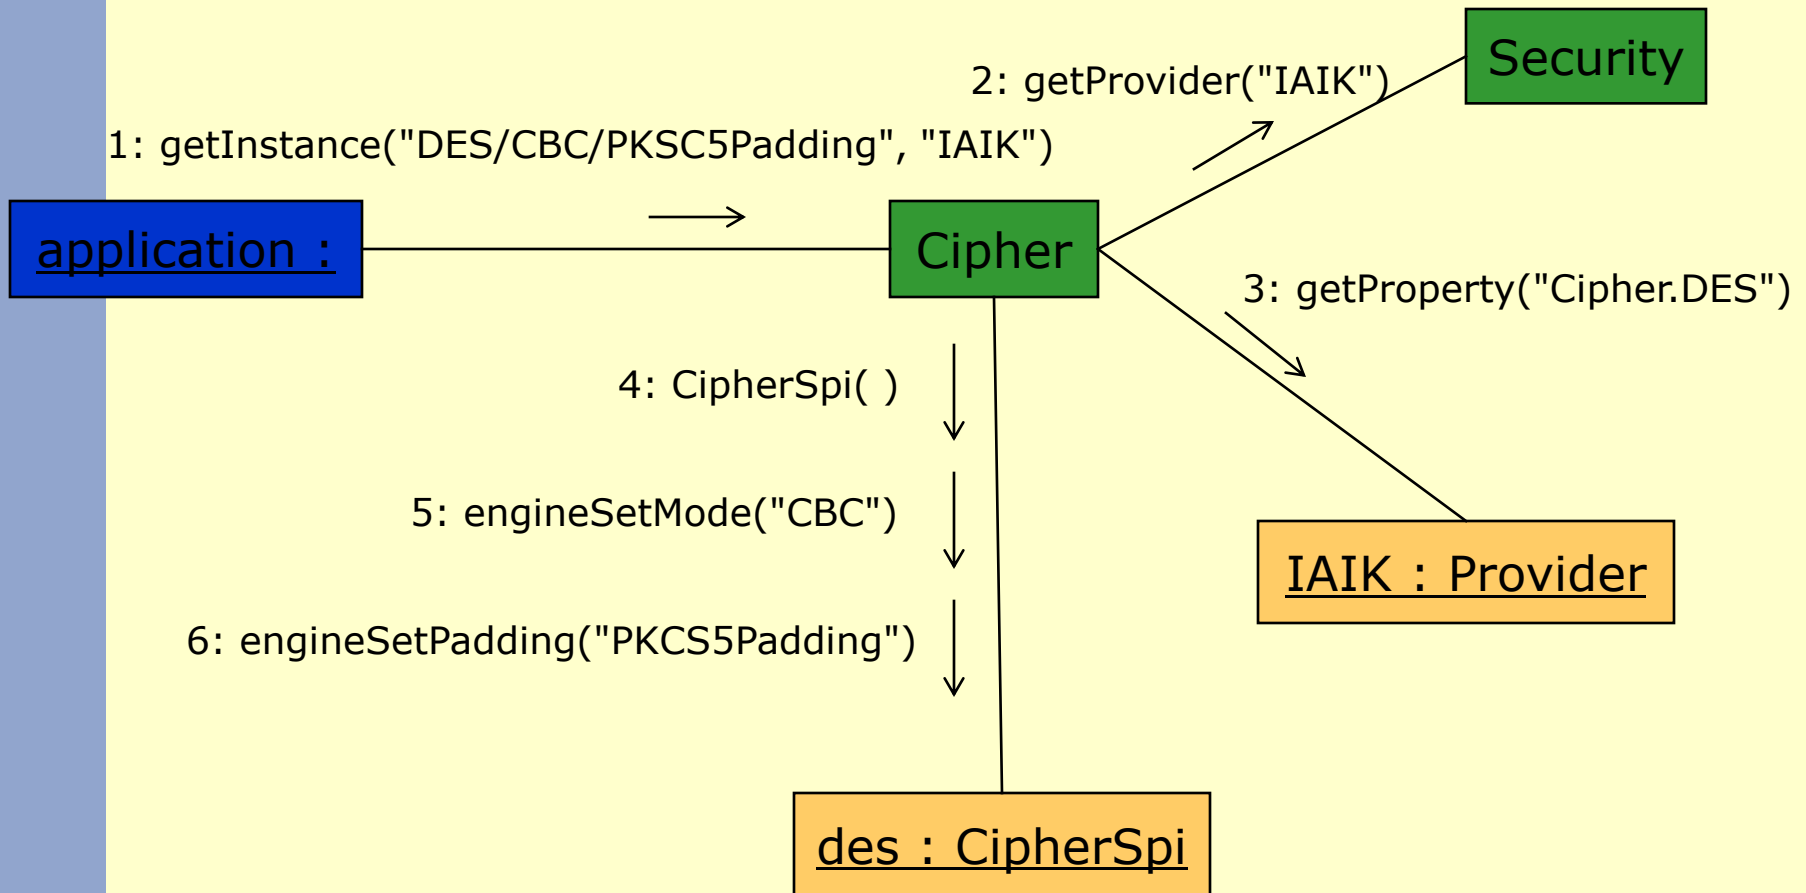 Security
2: getProvider("IAIK")
1: getInstance("DES/CBC/PKSC5Padding", "IAIK")
application :
Cipher
3: getProperty("Cipher.DES")
4: CipherSpi( )
5: engineSetMode("CBC")
IAIK : Provider
6: engineSetPadding("PKCS5Padding")
des : CipherSpi